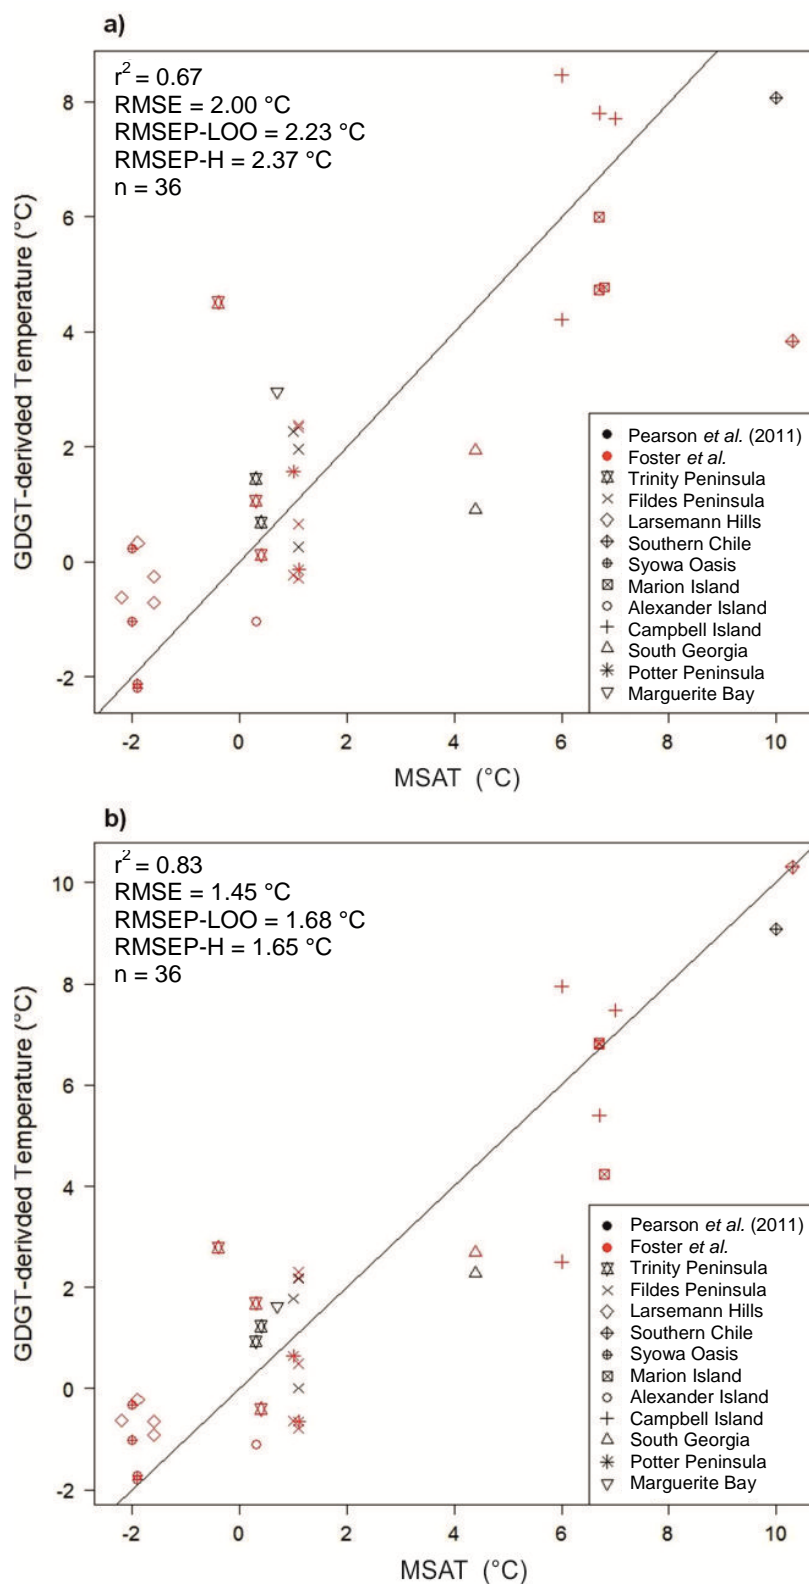 a)
r² = 0.67
RMSE = 2.00 °C
RMSEP-LOO = 2.23 °C
RMSEP-H = 2.37 °C
n = 36
GDGT-derivded Temperature (°C)
8
6
4
2
0
-2
Pearson et al. (2011)
Foster et al.
Trinity Peninsula
Fildes Peninsula
Larsemann Hills
Southern Chile
Syowa Oasis
Marion Island
Alexander Island
Campbell Island
South Georgia
Potter Peninsula
Marguerite Bay
-2 0 2 4 6 8 10
MSAT (°C)
b)
r² = 0.83
RMSE = 1.45 °C
RMSEP-LOO = 1.68 °C
RMSEP-H = 1.65 °C
n = 36
GDGT-derivded Temperature (°C)
10
8
6
4
2
0
-2
Pearson et al. (2011)
Foster et al.
Trinity Peninsula
Fildes Peninsula
Larsemann Hills
Southern Chile
Syowa Oasis
Marion Island
Alexander Island
Campbell Island
South Georgia
Potter Peninsula
Marguerite Bay
-2 0 2 4 6 8 10
MSAT (°C)